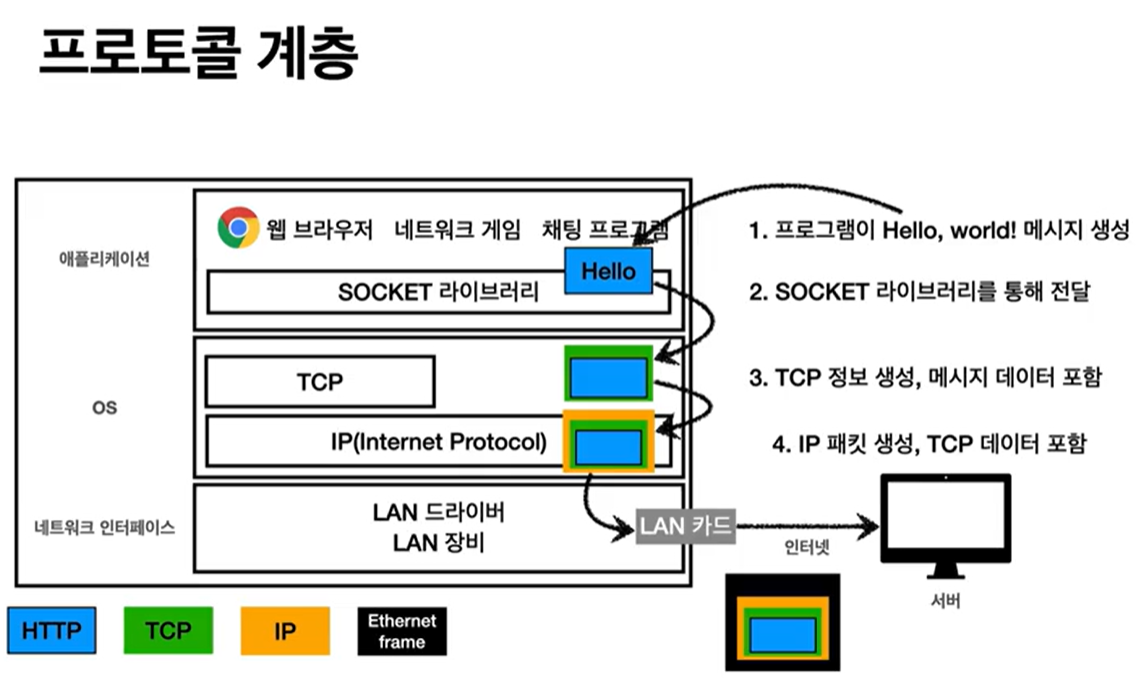 프로토콜 계층
애플리케이션
웹 브라우저 네트워크 게임 채팅 프로그램
Hello
SOCKET 라이브러리
1. 프로그램이 Hello, world! 메시지 생성
2. SOCKET 라이브러리를 통해 전달
OS
TCP
IP(Internet Protocol)
3. TCP 정보 생성, 메시지 데이터 포함
4. IP 패킷 생성, TCP 데이터 포함
네트워크 인터페이스
LAN 드라이버
LAN 장비
LAN 카드
인터넷
서버
HTTP
TCP
IP
Ethernet
frame